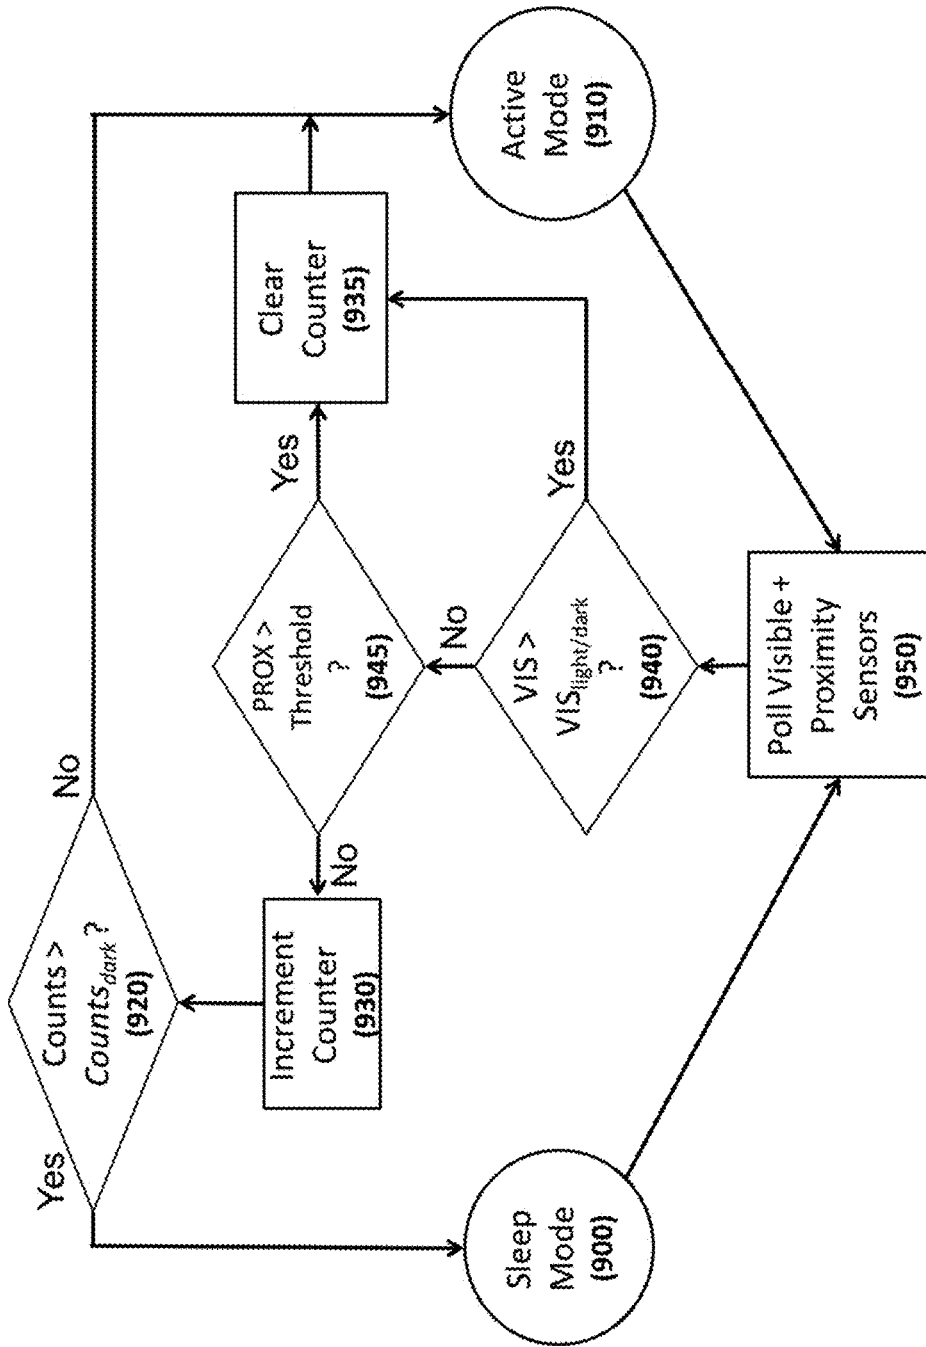 Yes
Counts >
Counts_dark?
(920)
No
Increment
Counter
(930)
No
PROX >
Threshold
?
(945)
Yes
Clear
Counter
(935)
No
VIS >
VIS_light/dark
?
(940)
Yes
Sleep
Mode
(900)
Active
Mode
(910)
Poll Visible +
Proximity
Sensors
(950)